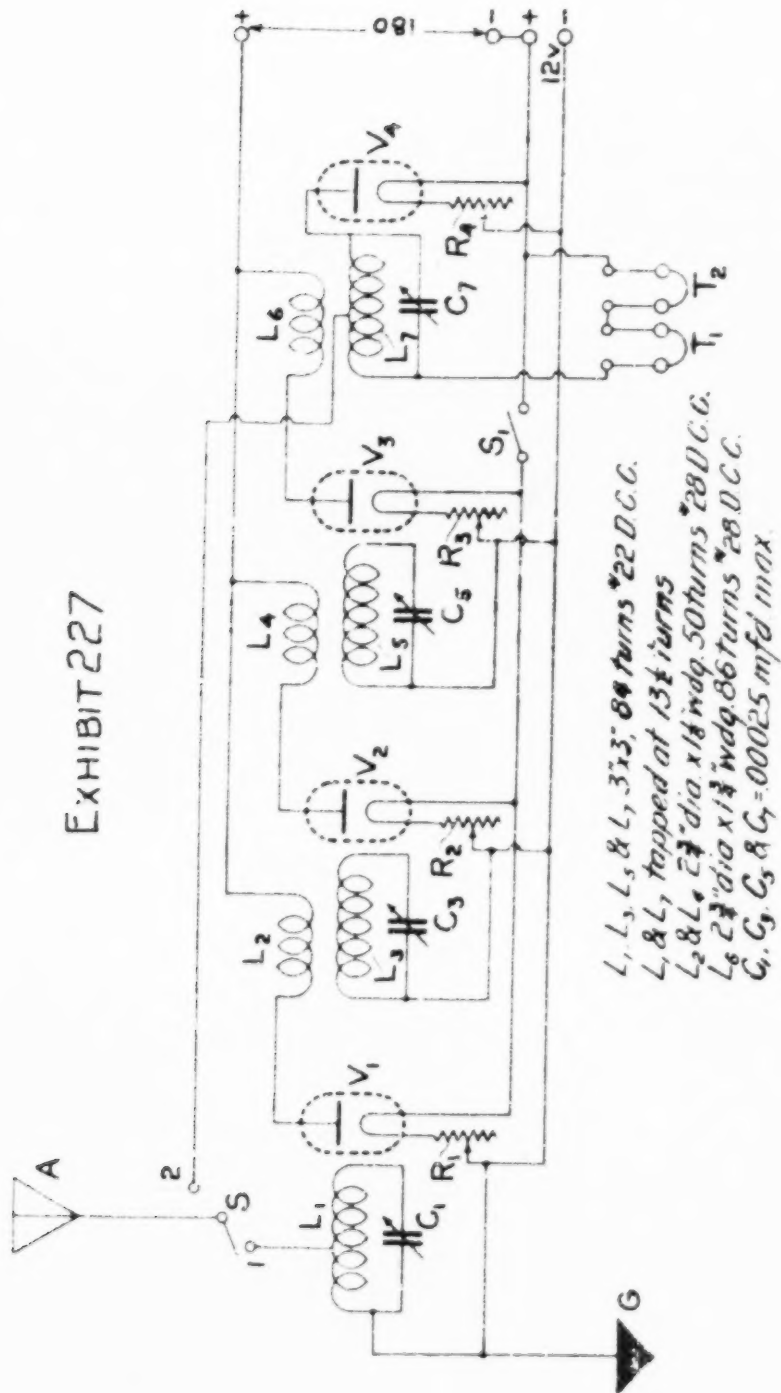 EXHIBIT 227
A
S
1
2
L1
C1
G
V1
R1
L2
L3
C3
V2
R2
L4
L5
C5
V3
R3
L6
L7
C7
V4
R4
S1
T1
T2
+
180
-
+
12v
-
L, L3, L5 & L7 3"x3", 84 turns #22 D.C.C.
L, & L7 tapped at 13½ turns
L2 & L4 2¾" dia. x 1⅛" wdg. 50 turns #28 D.C.C.
L6 2¾" dia x 1¾" wdg. 86 turns #28 D.C.C.
C1, C3, C5 & C7 = .00025 mfd max.